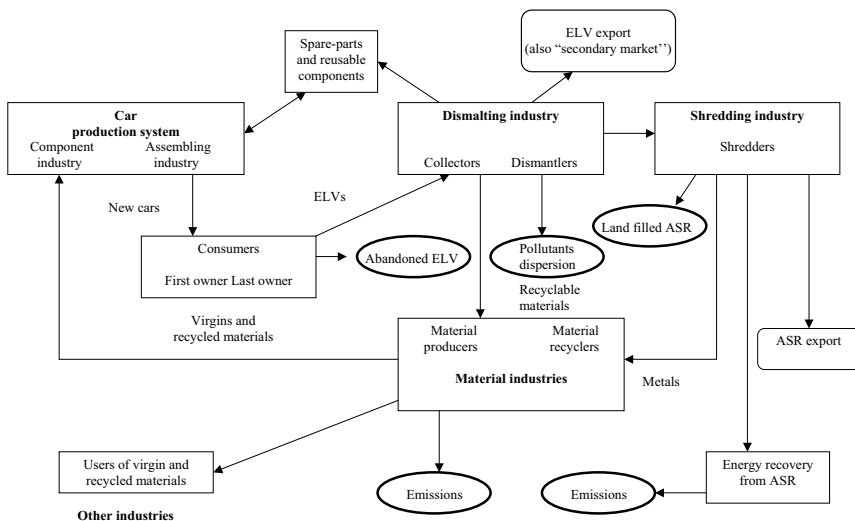 ELV export
(also “secondary market’’)
Spare-parts
and reusable
components
Car
production system
Component
industry
Assembling
industry
Dismalting industry
Collectors
Dismantlers
Shredding industry
Shredders
New cars
ELVs
Land filled ASR
Consumers
First owner Last owner
Abandoned ELV
Pollutants
dispersion
Recyclable
materials
Virgins and
recycled materials
Material
producers
Material
recyclers
Material industries
ASR export
Metals
Users of virgin and
recycled materials
Emissions
Emissions
Energy recovery
from ASR
Other industries